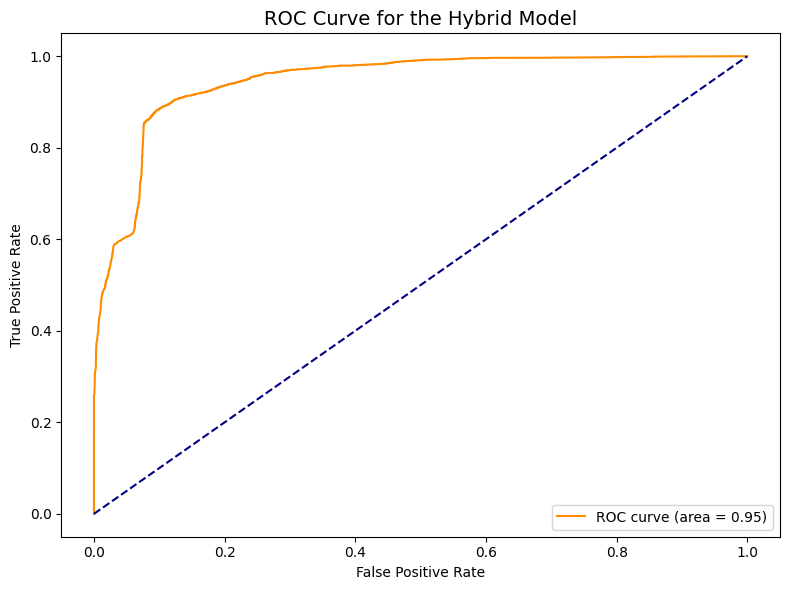 ROC Curve for the Hybrid Model
True Positive Rate
1.0
0.8
0.6
0.4
0.2
0.0
0.0 0.2 0.4 0.6 0.8 1.0
False Positive Rate
ROC curve (area = 0.95)